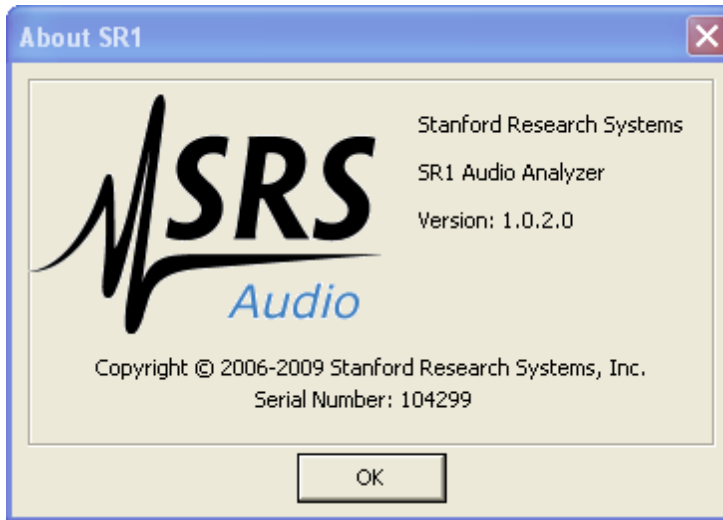 About SR1
SRS
Audio
Stanford Research Systems
SR1 Audio Analyzer
Version: 1.0.2.0
Copyright © 2006-2009 Stanford Research Systems, Inc.
Serial Number: 104299
OK